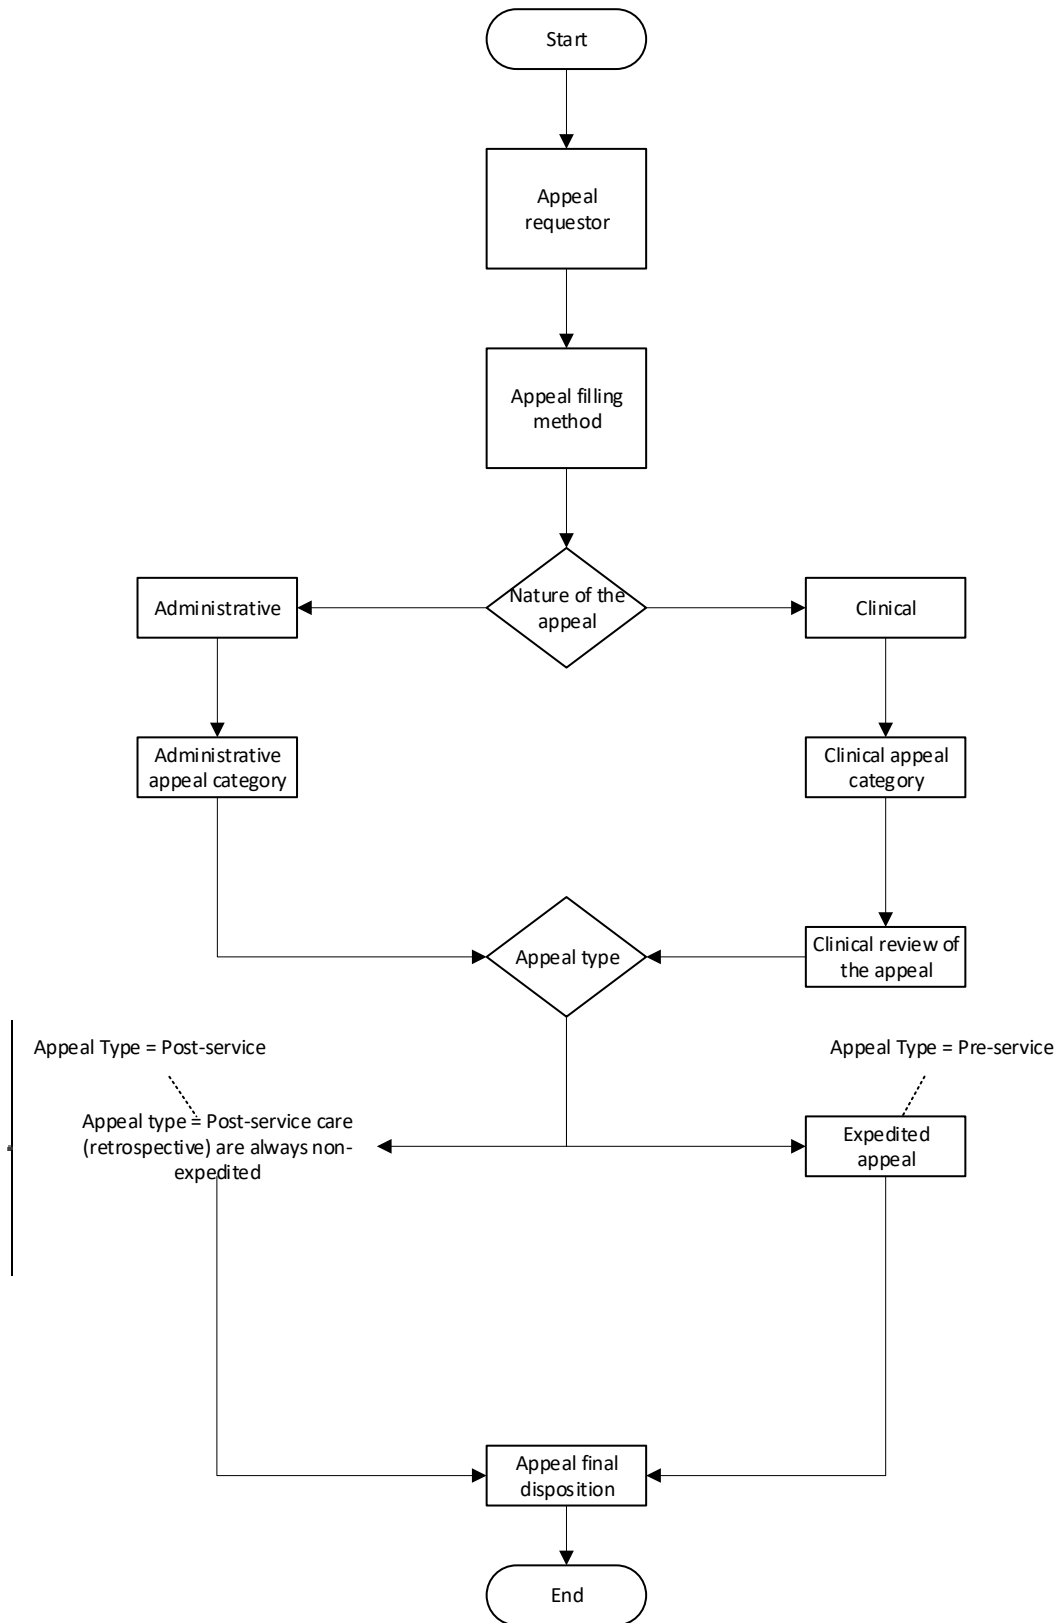 Start
Appeal
requestor
Appeal filling
method
Nature of the
appeal
Administrative
Clinical
Administrative
appeal category
Clinical appeal
category
Appeal type
Clinical review of
the appeal
Appeal Type = Post-service
Appeal Type = Pre-service
Appeal type = Post-service care
(retrospective) are always non-
expedited
Expedited
appeal
Appeal final
disposition
End